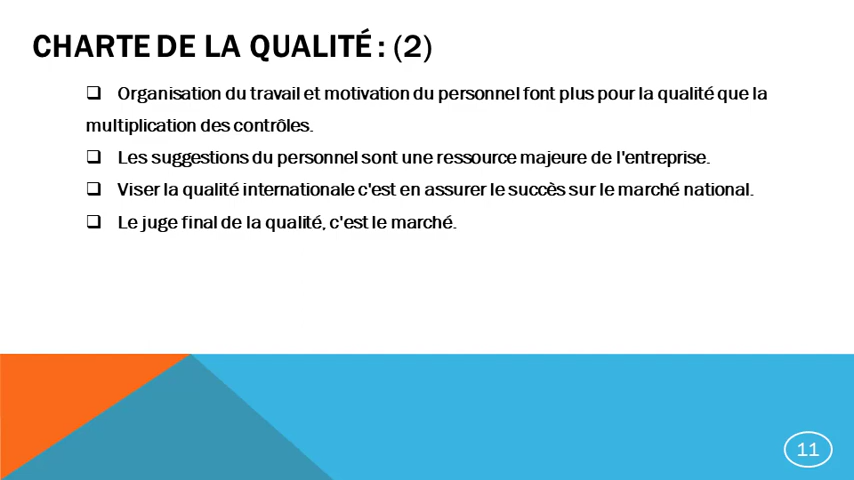 CHARTE DE LA QUALITÉ : (2)
❑ Organisation du travail et motivation du personnel font plus pour la qualité que la
multiplication des contrôles.
❑ Les suggestions du personnel sont une ressource majeure de l'entreprise.
❑ Viser la qualité internationale c'est en assurer le succès sur le marché national.
❑ Le juge final de la qualité, c'est le marché.
11